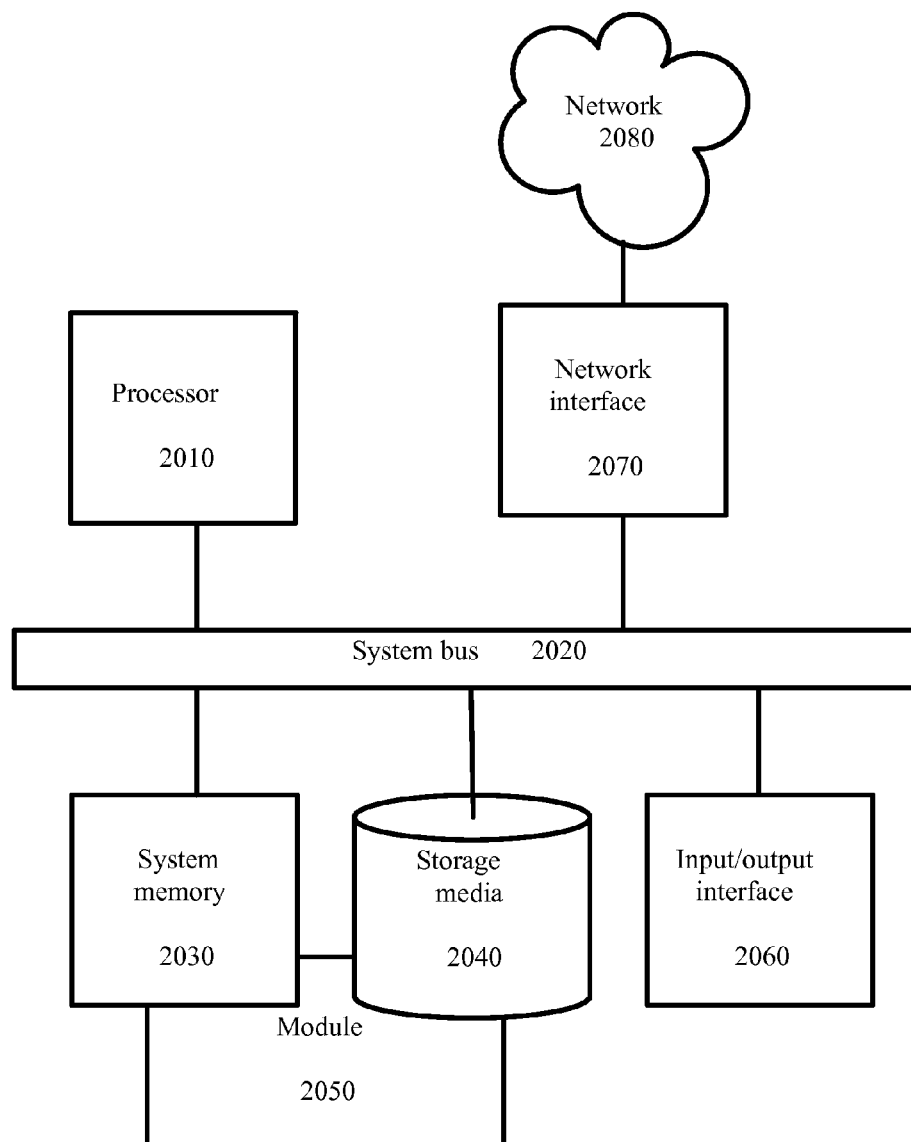 Network
2080
Processor
2010
Network
interface
2070
System bus 2020
System
memory
2030
Storage
media
2040
Input/output
interface
2060
Module
2050